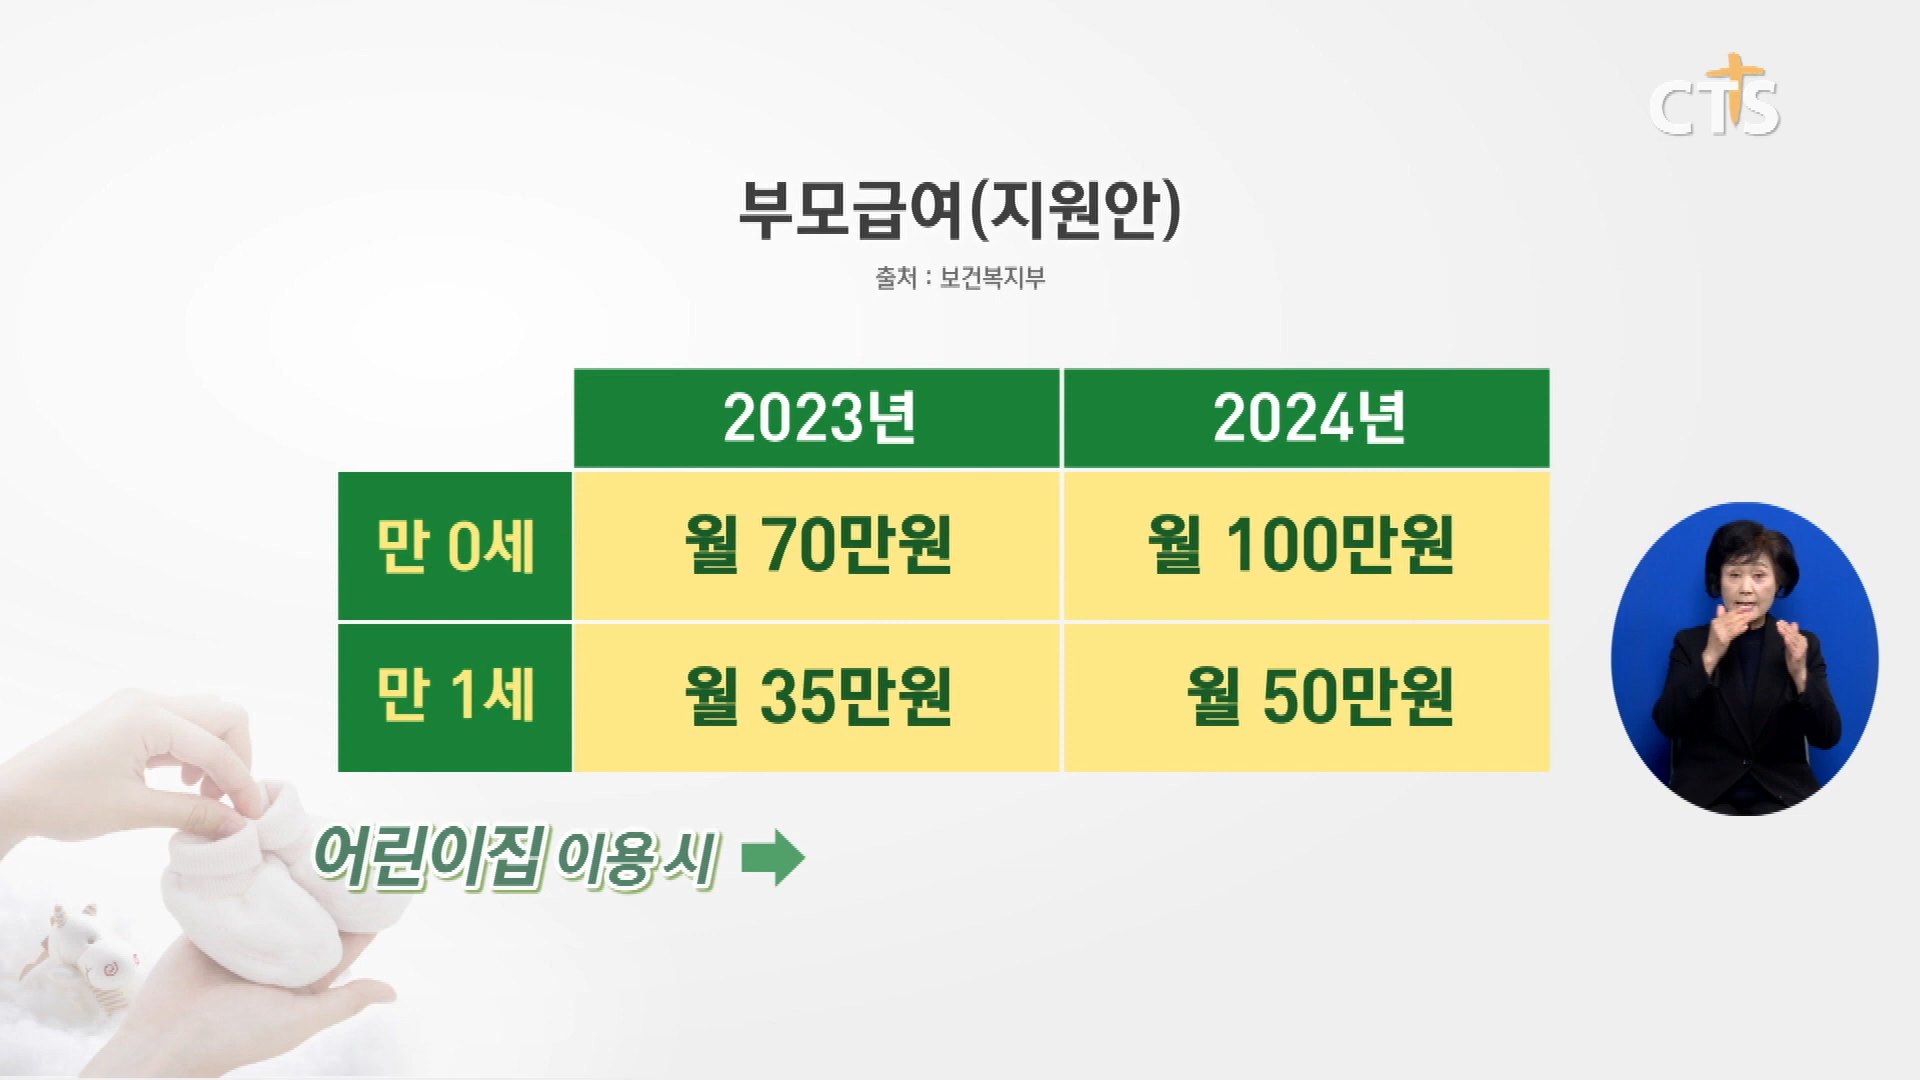 CTS
부모급여(지원안)
출처 : 보건복지부
2023년 2024년
만 0세 월 70만원 월 100만원
만 1세 월 35만원 월 50만원
어린이집 이용 시